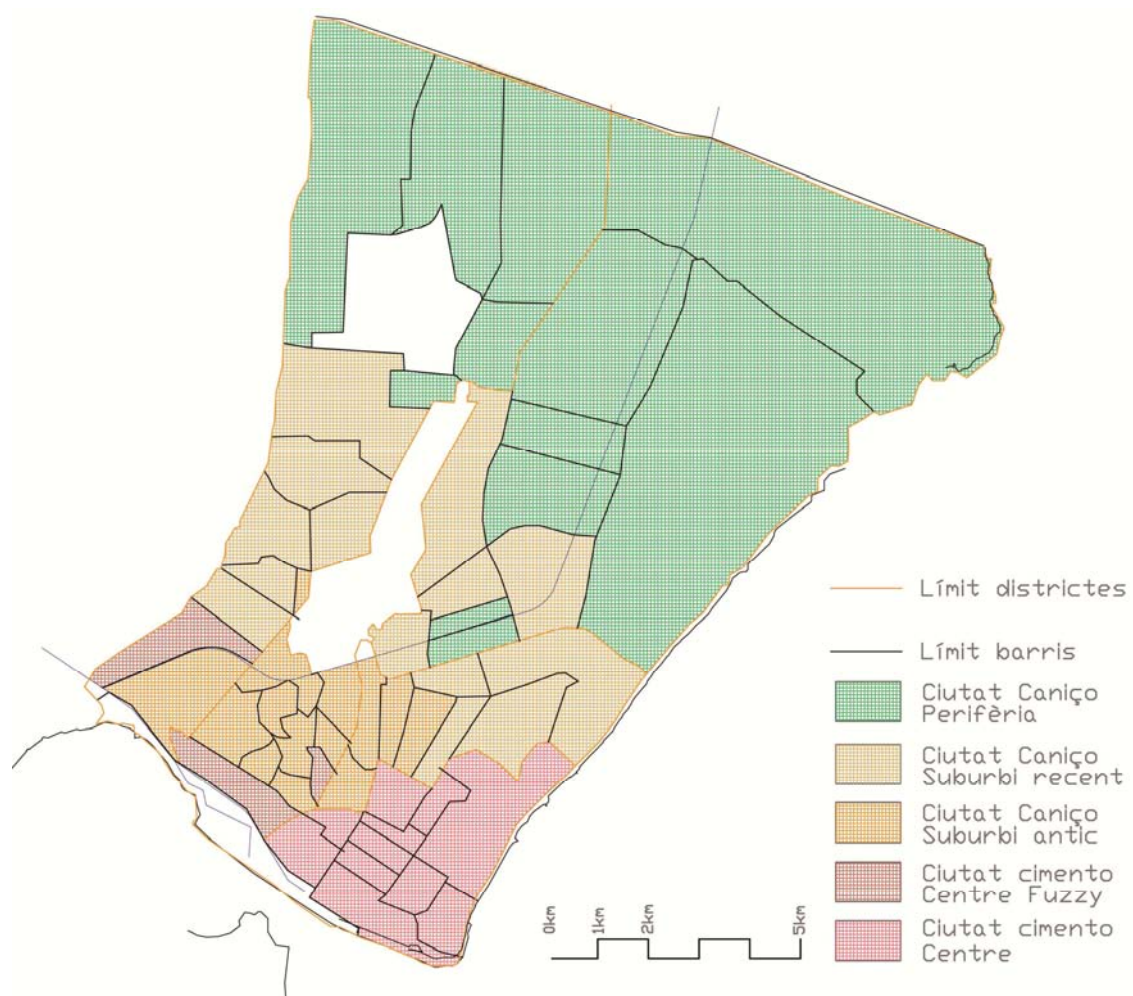 Límit districtes
Límit barris
Ciutat Caniço
Perifèria
Ciutat Caniço
Suburbi recent
Ciutat Caniço
Suburbi antic
Ciutat cimento
Centre Fuzzy
Ciutat cimento
Centre
0km
1km
2km
5km